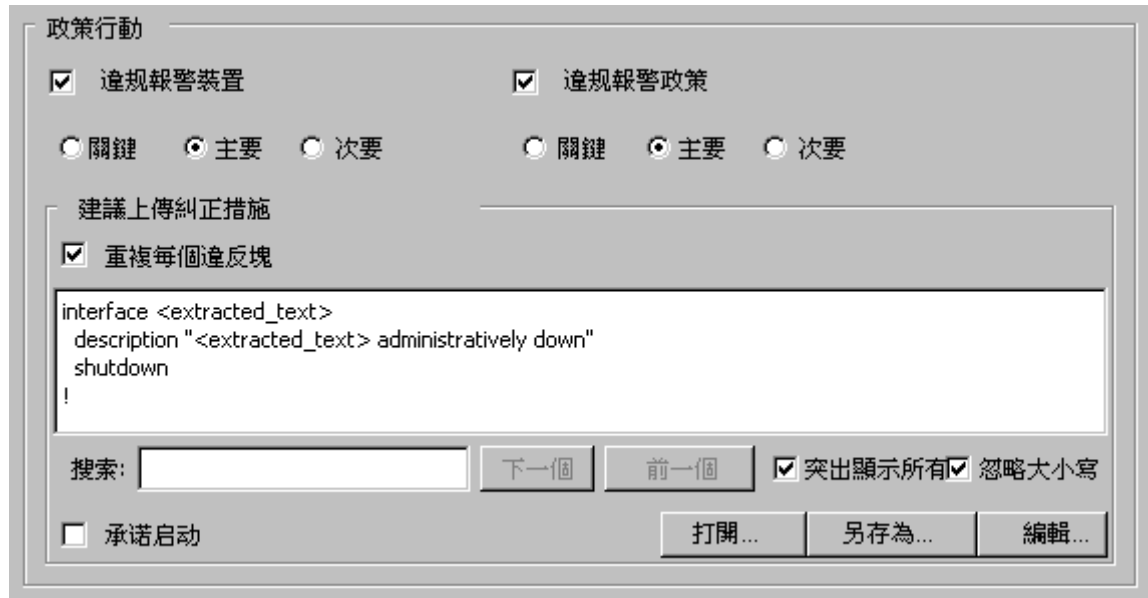 政策行動
違规報警裝置 違规報警政策
關鍵 主要 次要 關鍵 主要 次要
建議上傳糾正措施
重複每個違反塊
interface <extracted_text>
description "<extracted_text> administratively down"
shutdown
!
搜索: 下一個 前一個 突出顯示所有 忽略大小寫
承诺启动 打開... 另存為... 編輯...